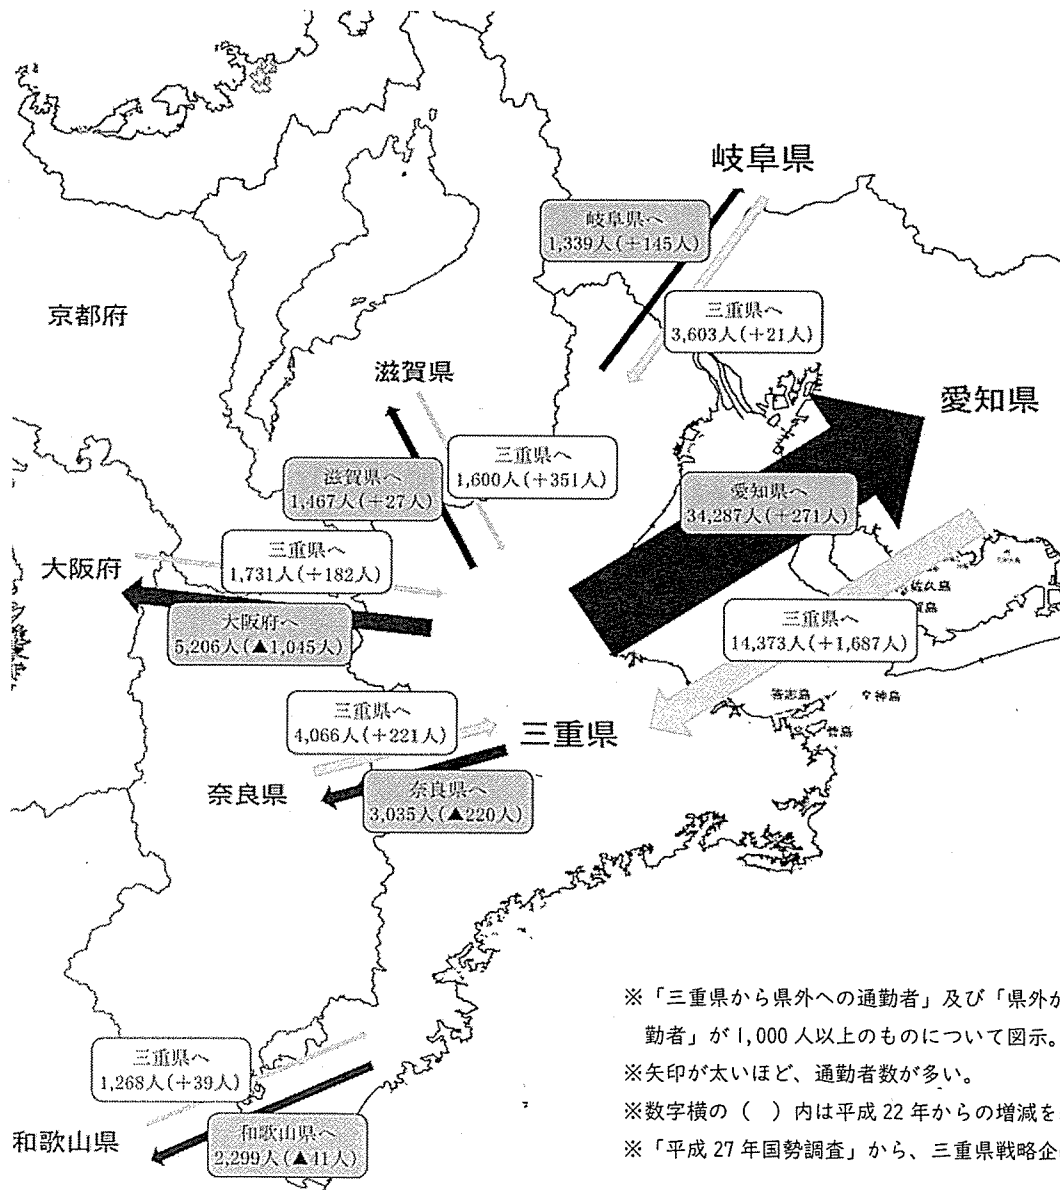 岐阜県
岐阜県へ
1,339人(+145人)
三重県へ
3,603人(+21人)
京都府
滋賀県
愛知県
三重県へ
1,600人(+351人)
滋賀県へ
1,467人(+27人)
愛知県へ
34,287人(+271人)
三重県へ
1,731人(+182人)
大阪府
大阪府へ
5,206人(▲1,045人)
佐久島
賀島
三重県へ
14,373人(+1,687人)
答志島
神島
菅島
三重県へ
4,066人(+221人)
三重県
奈良県
奈良県へ
3,035人(▲220人)
※「三重県から県外への通勤者」及び「県外か
勤者」が1,000人以上のものについて図示。
※矢印が太いほど、通勤者数が多い。
※数字横の（ ）内は平成22年からの増減を
※「平成27年国勢調査」から、三重県戦略企
三重県へ
1,268人(+39人)
和歌山県
和歌山県へ
2,299人(▲41人)